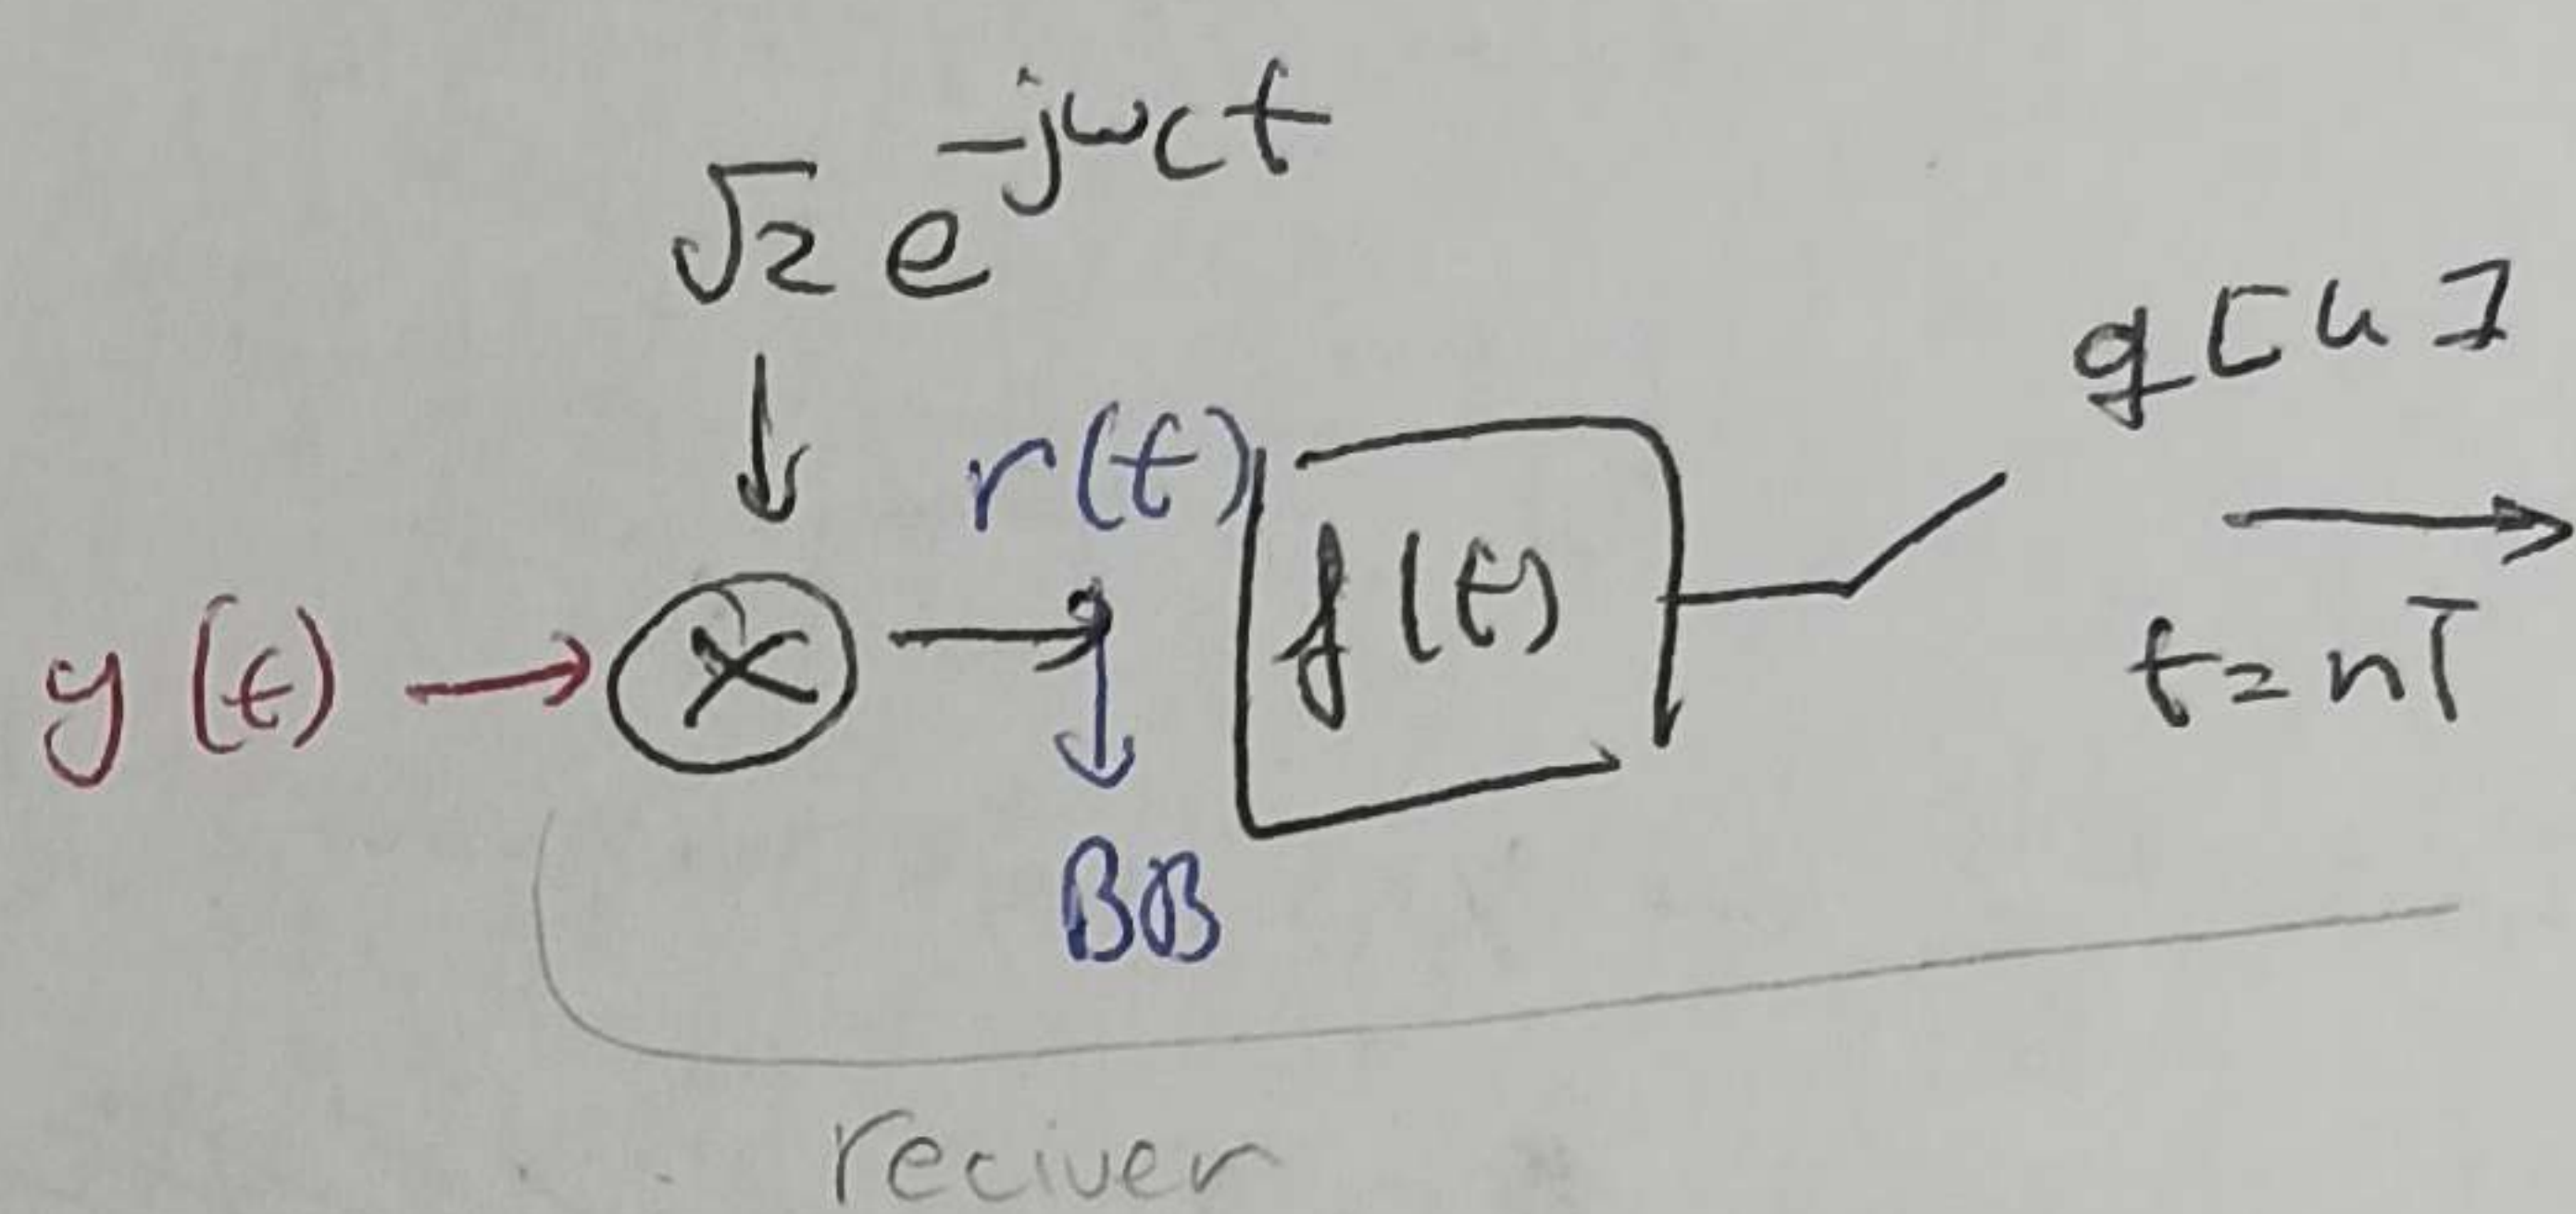 √2 e^{-jωct}
q[n]
r(t)
y(t)
f(t)
t=nT
BB
reciver